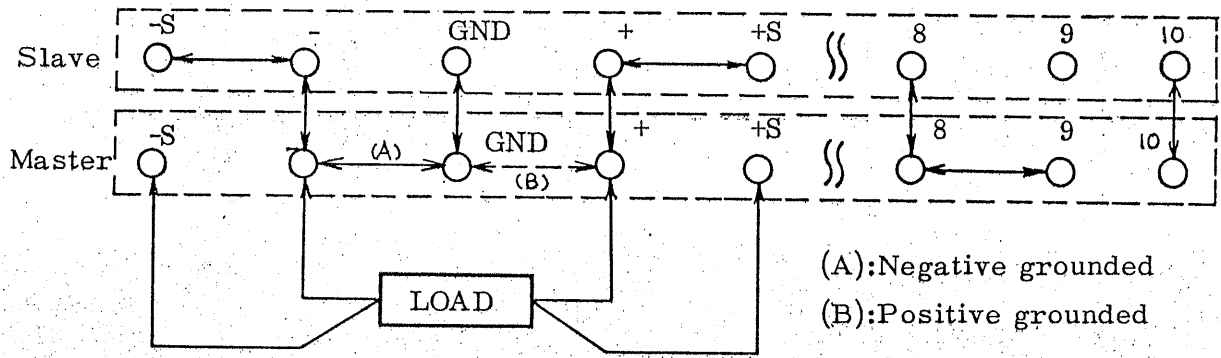 -S - GND + +S 8 9 10
Slave
-S - GND + +S 8 9 10
Master (A) (B)
LOAD
(A):Negative grounded
(B):Positive grounded